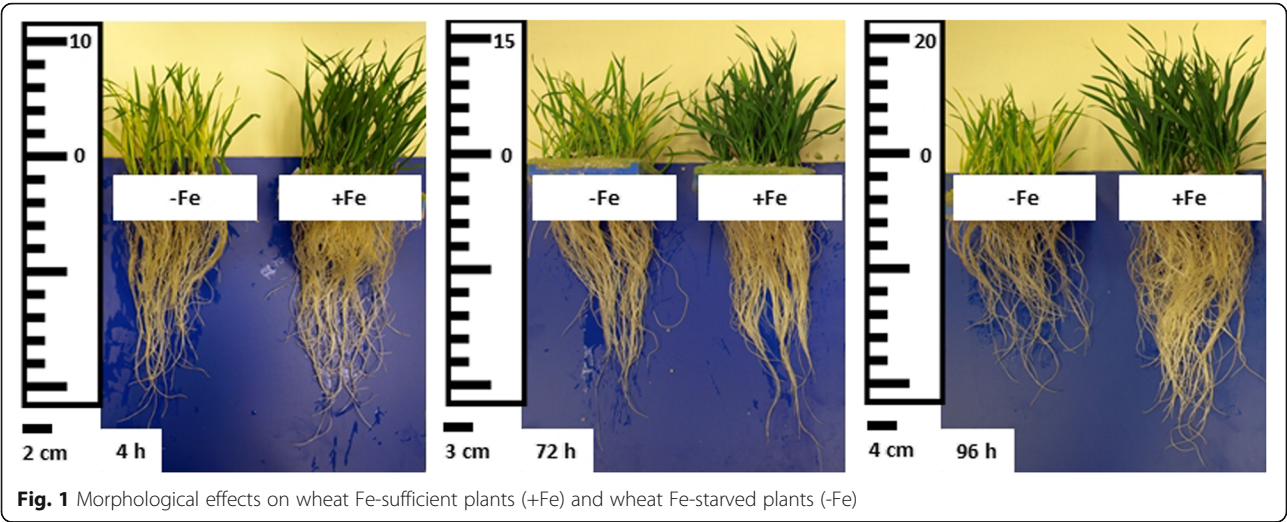 10
0
-Fe
+Fe
2 cm
4 h
15
0
-Fe
+Fe
3 cm
72 h
20
0
-Fe
+Fe
4 cm
96 h
Fig. 1 Morphological effects on wheat Fe-sufficient plants (+Fe) and wheat Fe-starved plants (-Fe)